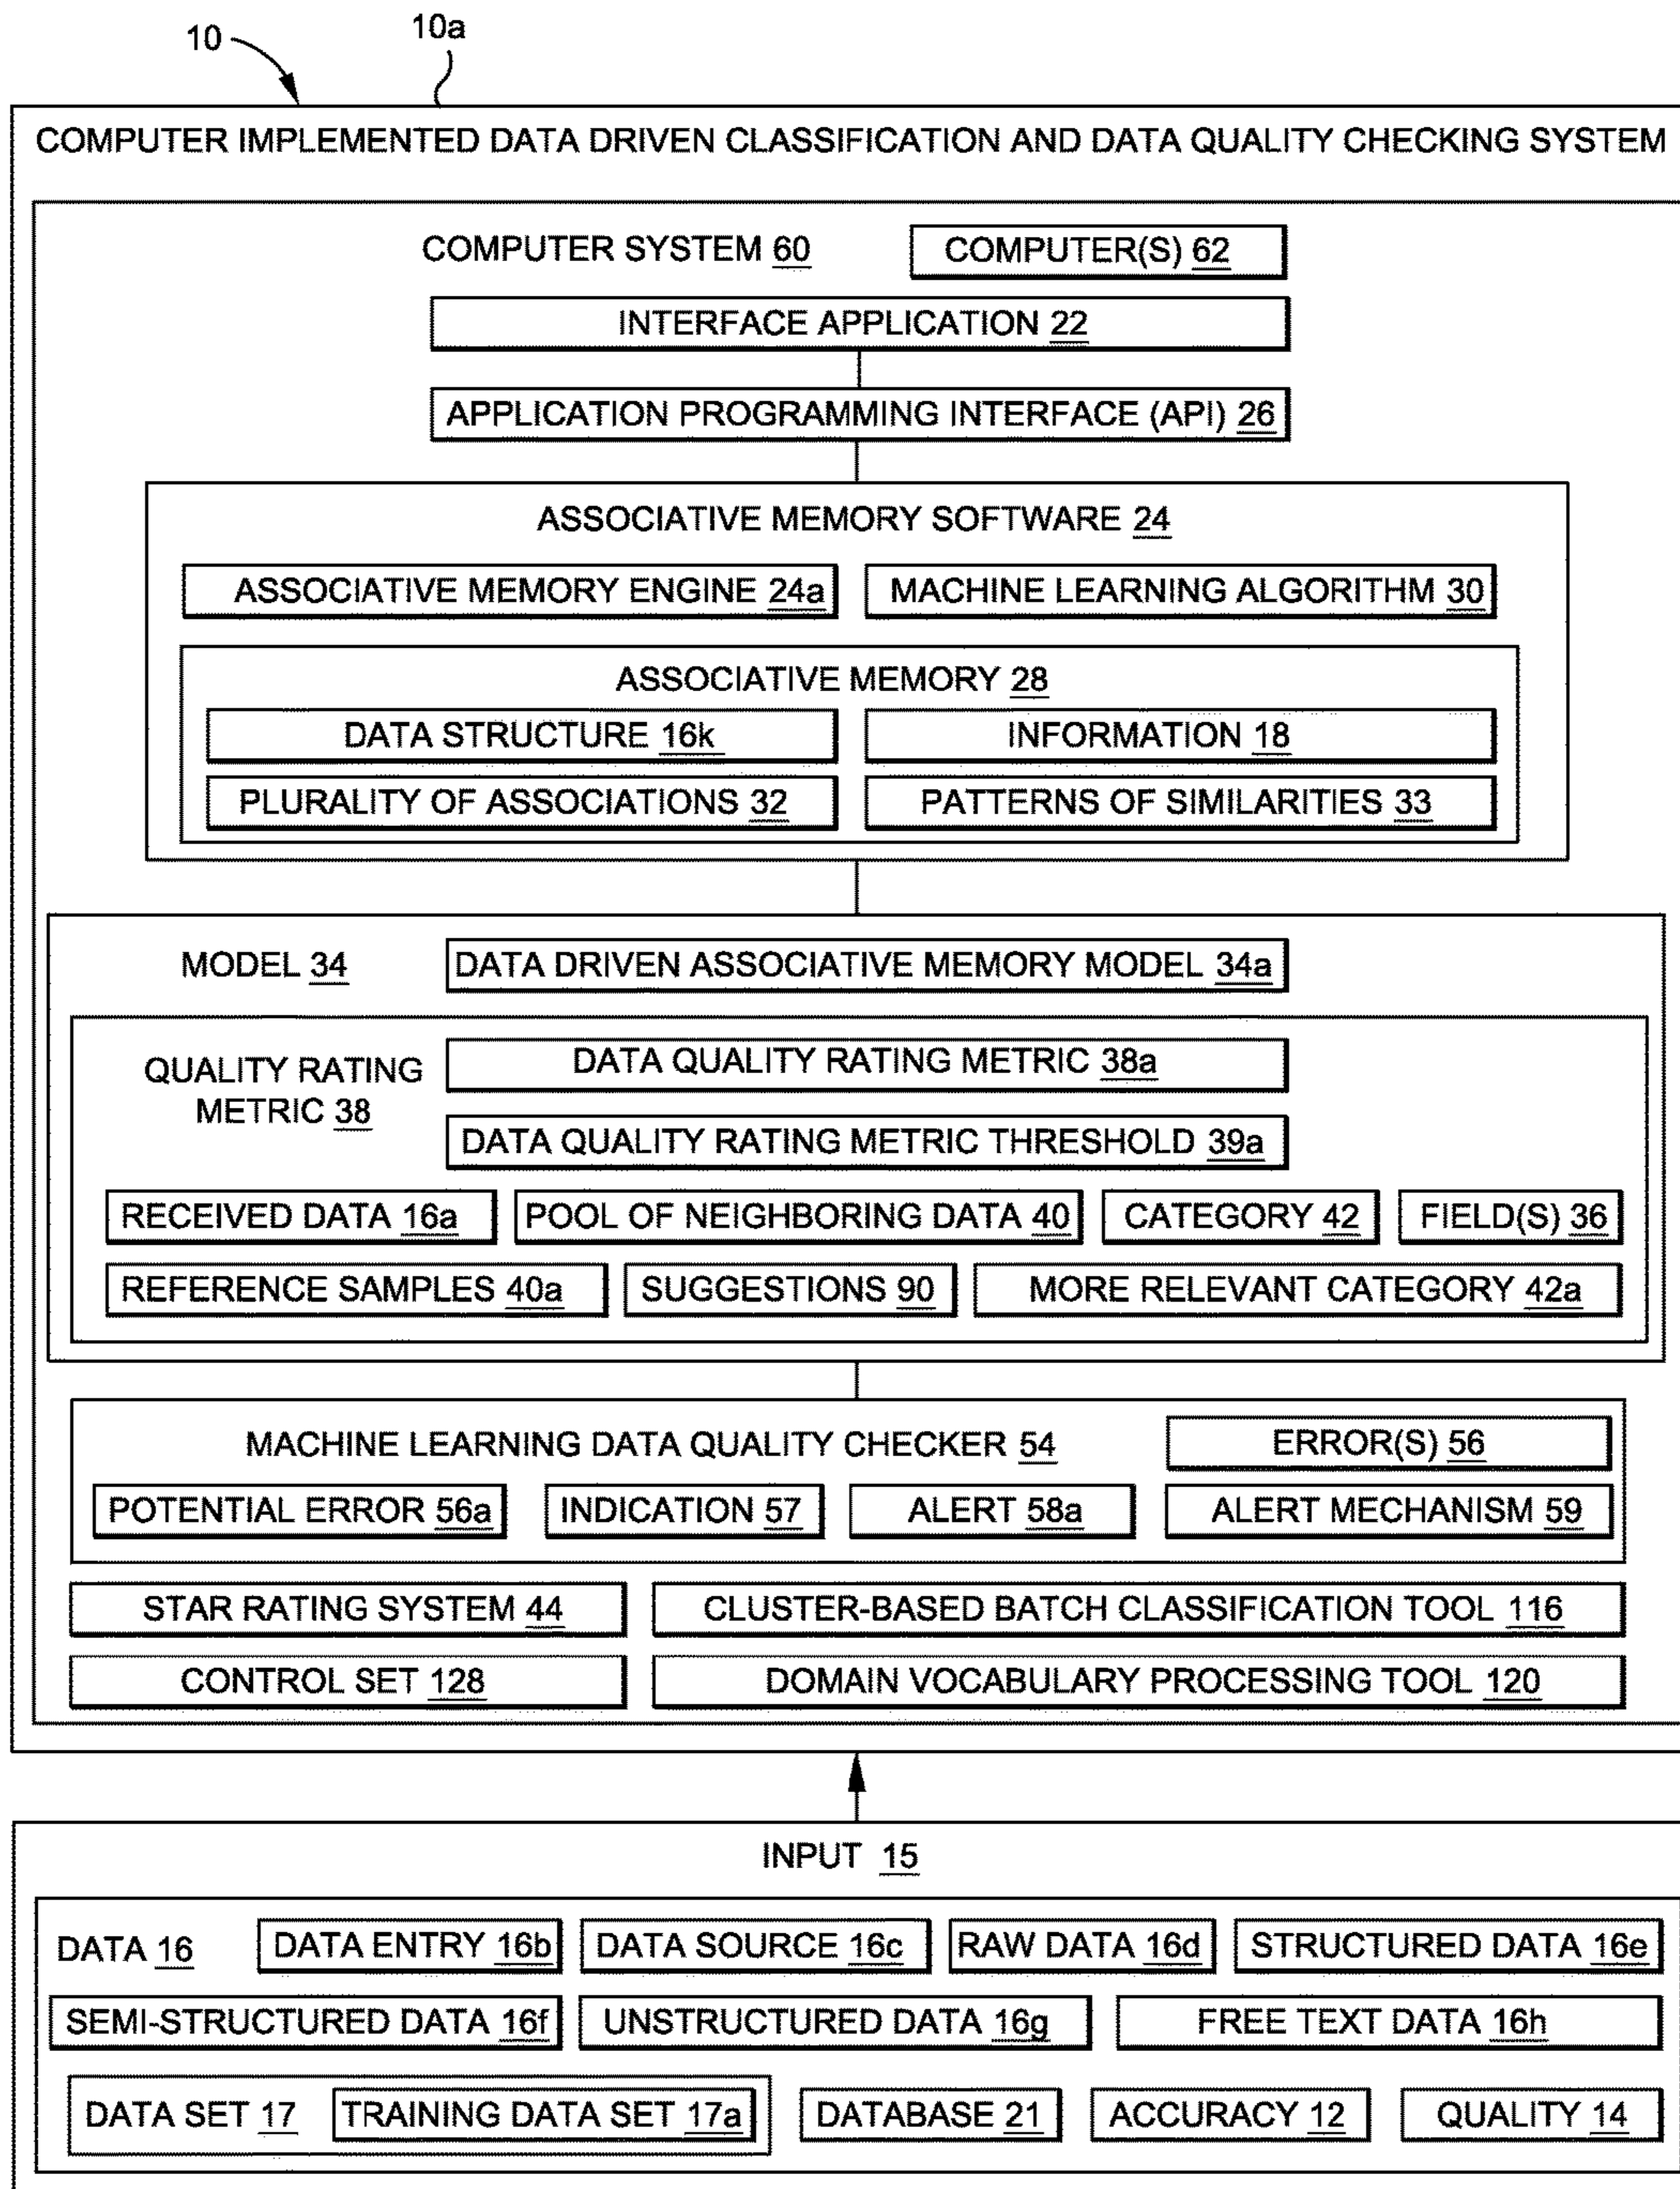 10
10a
COMPUTER IMPLEMENTED DATA DRIVEN CLASSIFICATION AND DATA QUALITY CHECKING SYSTEM
COMPUTER SYSTEM 60
COMPUTER(S) 62
INTERFACE APPLICATION 22
APPLICATION PROGRAMMING INTERFACE (API) 26
ASSOCIATIVE MEMORY SOFTWARE 24
ASSOCIATIVE MEMORY ENGINE 24a
MACHINE LEARNING ALGORITHM 30
ASSOCIATIVE MEMORY 28
DATA STRUCTURE 16k
INFORMATION 18
PLURALITY OF ASSOCIATIONS 32
PATTERNS OF SIMILARITIES 33
MODEL 34
DATA DRIVEN ASSOCIATIVE MEMORY MODEL 34a
QUALITY RATING
METRIC 38
DATA QUALITY RATING METRIC 38a
DATA QUALITY RATING METRIC THRESHOLD 39a
RECEIVED DATA 16a
POOL OF NEIGHBORING DATA 40
CATEGORY 42
FIELD(S) 36
REFERENCE SAMPLES 40a
SUGGESTIONS 90
MORE RELEVANT CATEGORY 42a
MACHINE LEARNING DATA QUALITY CHECKER 54
ERROR(S) 56
POTENTIAL ERROR 56a
INDICATION 57
ALERT 58a
ALERT MECHANISM 59
STAR RATING SYSTEM 44
CLUSTER-BASED BATCH CLASSIFICATION TOOL 116
CONTROL SET 128
DOMAIN VOCABULARY PROCESSING TOOL 120
INPUT 15
DATA 16
DATA ENTRY 16b
DATA SOURCE 16c
RAW DATA 16d
STRUCTURED DATA 16e
SEMI-STRUCTURED DATA 16f
UNSTRUCTURED DATA 16g
FREE TEXT DATA 16h
DATA SET 17
TRAINING DATA SET 17a
DATABASE 21
ACCURACY 12
QUALITY 14